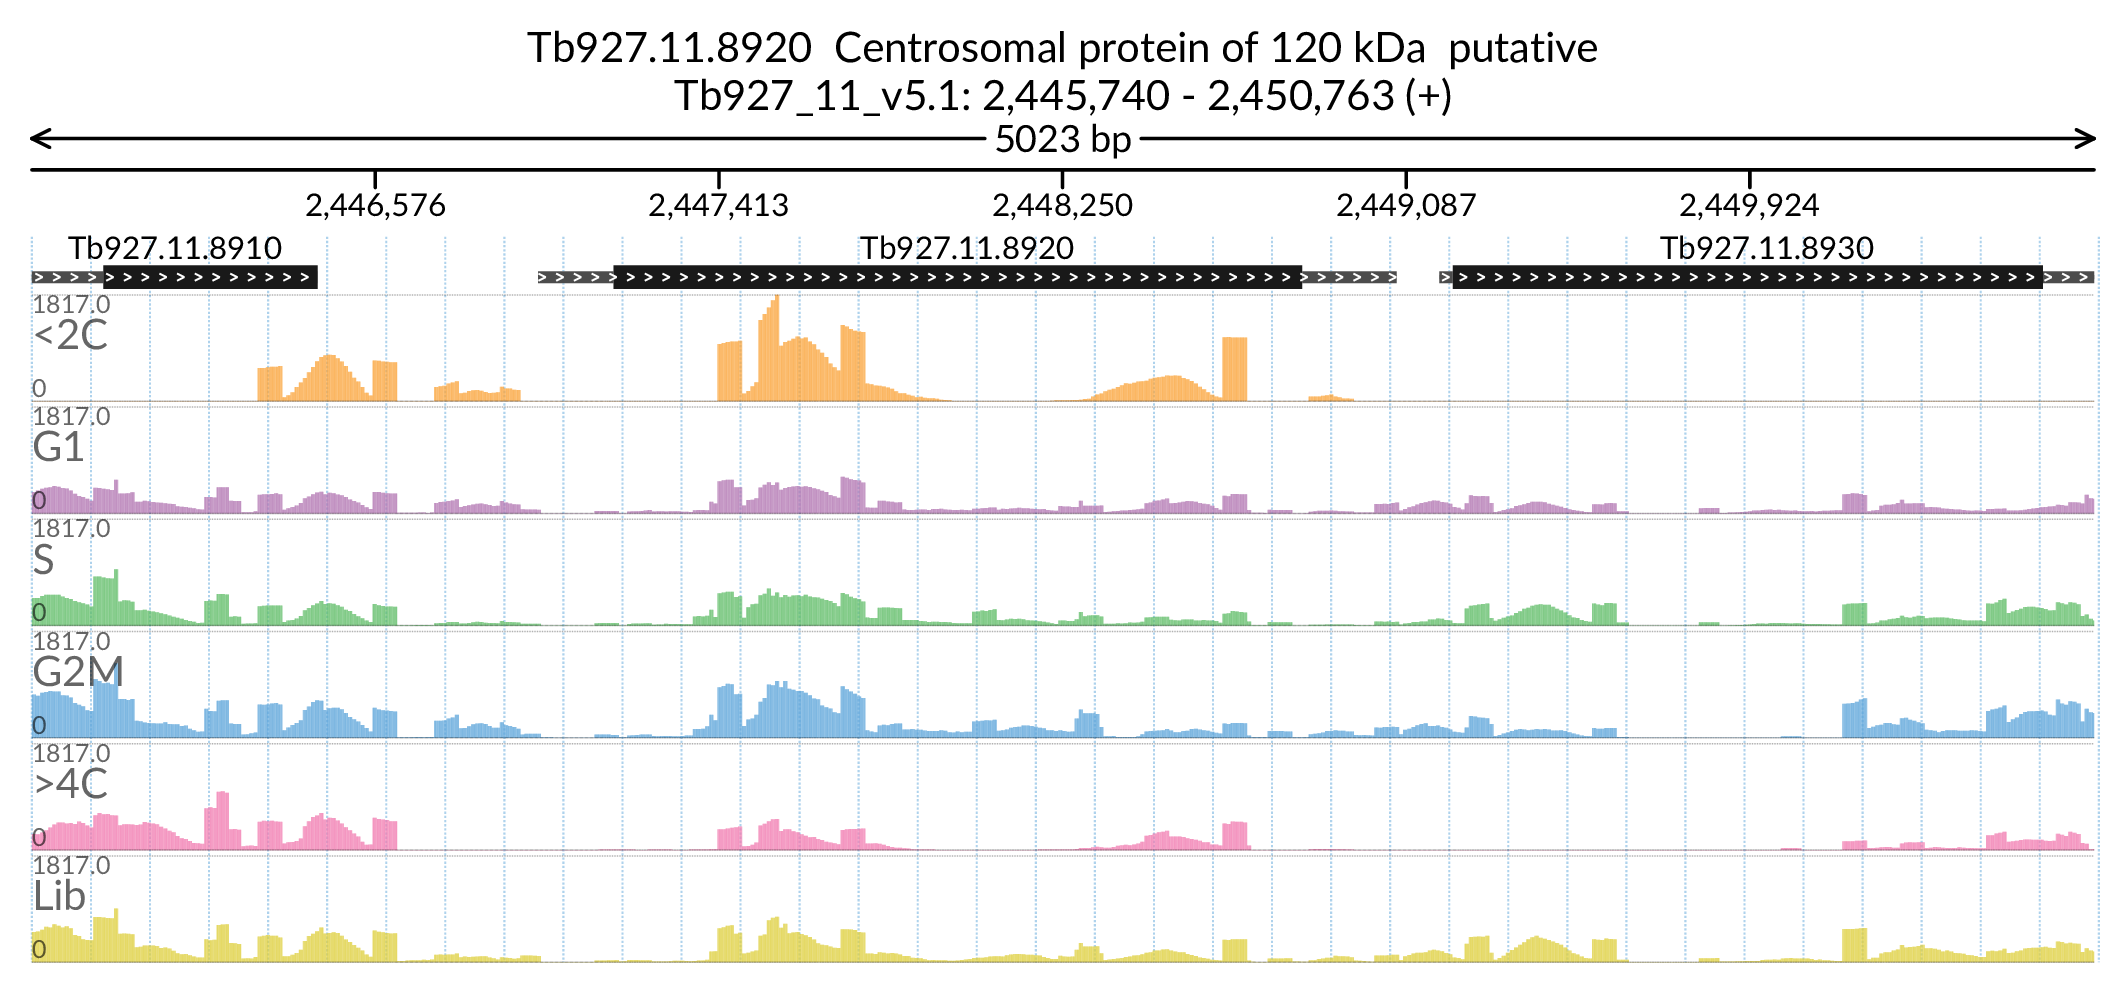 Tb927.11.8920  Centrosomal protein of 120 kDa  putative
Tb927_11_v5.1: 2,445,740 - 2,450,763 (+)
5023 bp
2,446,576 2,447,413 2,448,250 2,449,087 2,449,924
Tb927.11.8910 Tb927.11.8920 Tb927.11.8930
1817.0
<2C
0
1817.0
G1
0
1817.0
S
0
1817.0
G2M
0
1817.0
>4C
0
1817.0
Lib
0